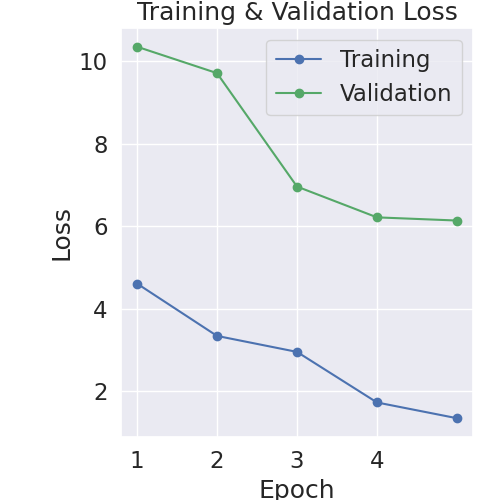 Training & Validation Loss
Training
Validation
Loss
10
8
6
4
2
1 2 3 4
Epoch